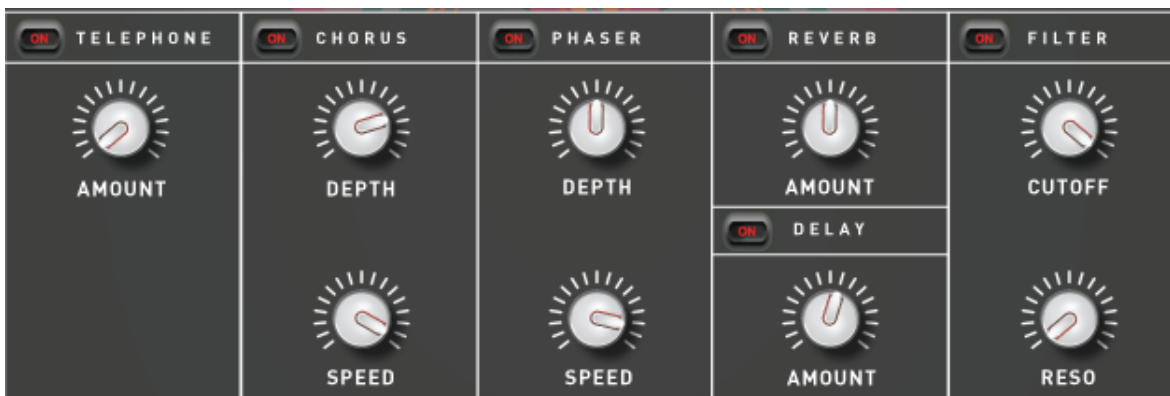 ON TELEPHONE
ON CHORUS
ON PHASER
ON REVERB
ON FILTER
AMOUNT
DEPTH
DEPTH
AMOUNT
CUTOFF
ON DELAY
SPEED
SPEED
AMOUNT
RESO